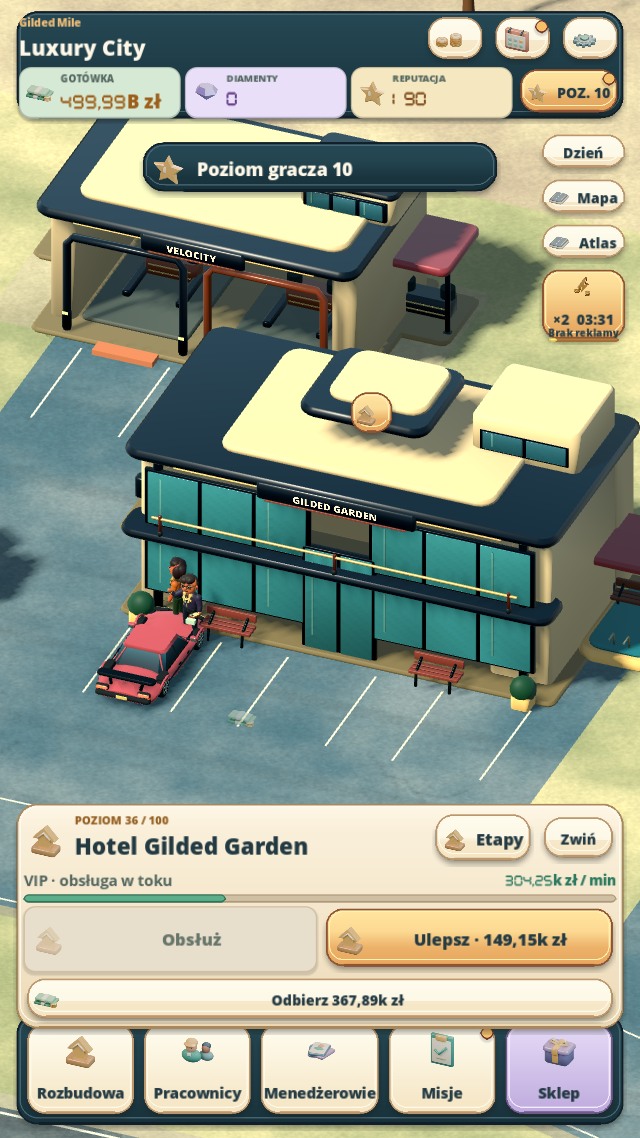 Gilded Mile
Luxury City
GOTÓWKA
499,99B zł
DIAMENTY
0
REPUTACJA
190
POZ. 10
Poziom gracza 10
Dzień
Mapa
Atlas
×2 03:31
Brak reklamy
VELOCITY
GILDED GARDEN
POZIOM 36 / 100
Hotel Gilded Garden
Etapy
Zwiń
VIP · obsługa w toku
304,25k zł / min
Obsłuż
Ulepsz · 149,15k zł
Odbierz 367,89k zł
Rozbudowa
Pracownicy
Menedżerowie
Misje
Sklep